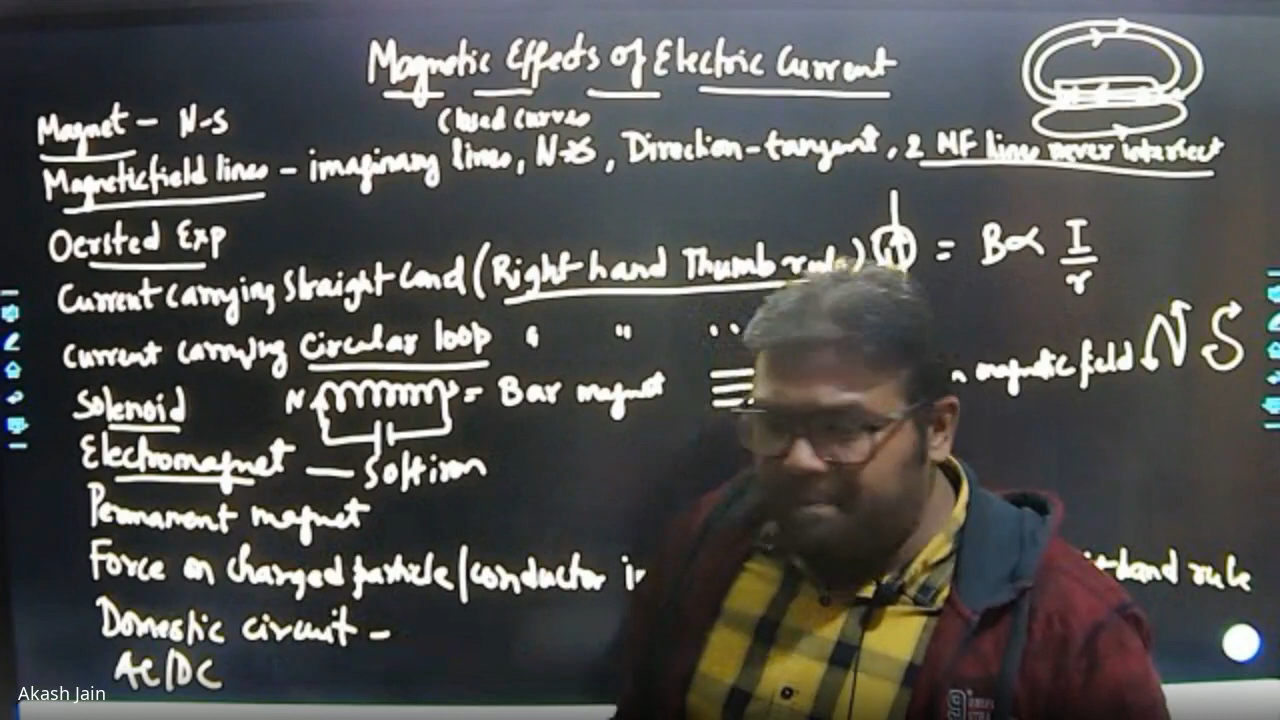 Magnetic Effects of Electric Current
Magnet - N-S
Closed curves
Magnetic field lines - imaginary lines, N→S, Direction-tangent, 2 MF lines never intersect
Oersted Exp
Current carrying straight cond (Right hand Thumb rule) = B∝ I/r
Current carrying circular loop " "
n magnetic field N S
Solenoid N = Bar magnet
Electromagnet — Soft iron
Permanent magnet
Force on charged particle/conductor in hand rule
Domestic circuit -
AC/DC
Akash Jain